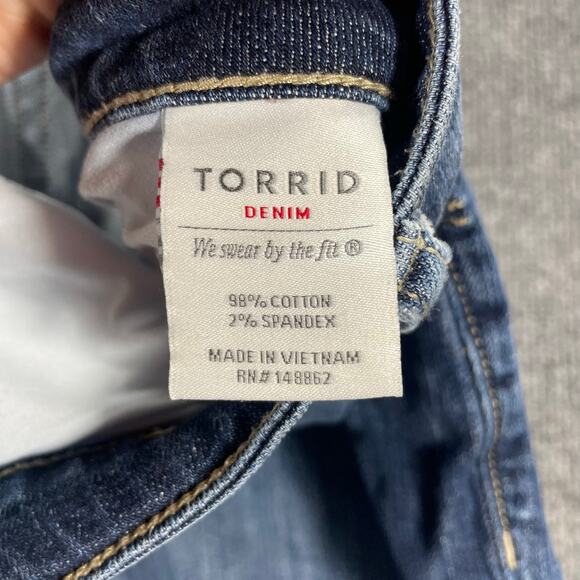 TORRID
DENIM
We swear by the fit ®
98% COTTON
2% SPANDEX
MADE IN VIETNAM
RN# 148862